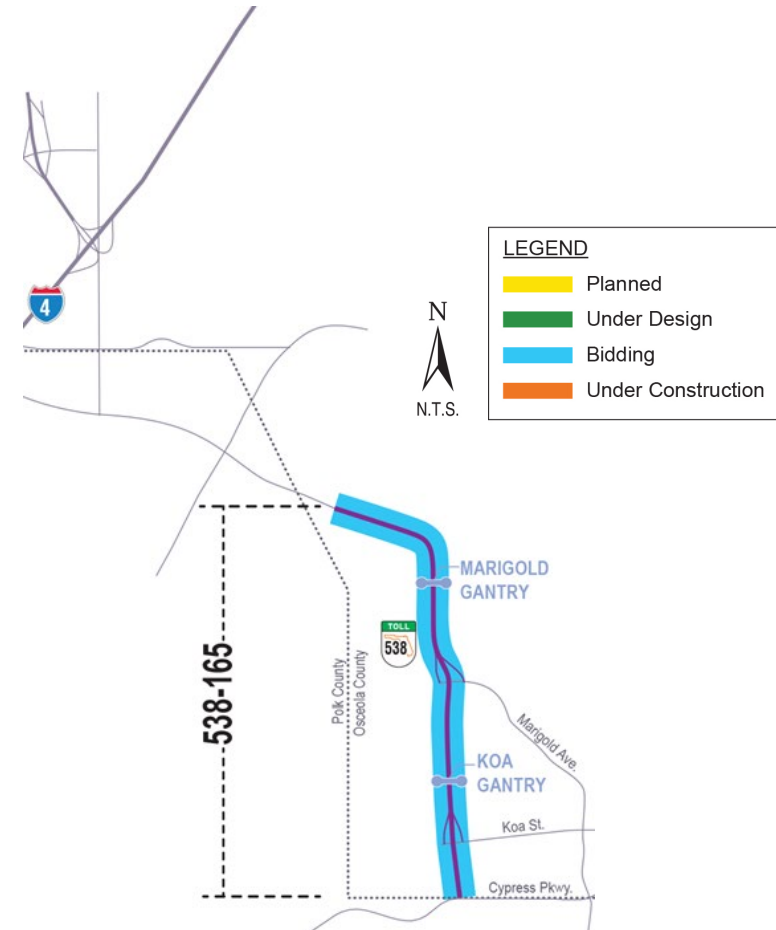 4
LEGEND
Planned
Under Design
Bidding
Under Construction
N
N.T.S.
MARIGOLD
GANTRY
TOLL
538
538-165
Polk County
Osceola County
Marigold Ave.
KOA
GANTRY
Koa St.
Cypress Pkwy.